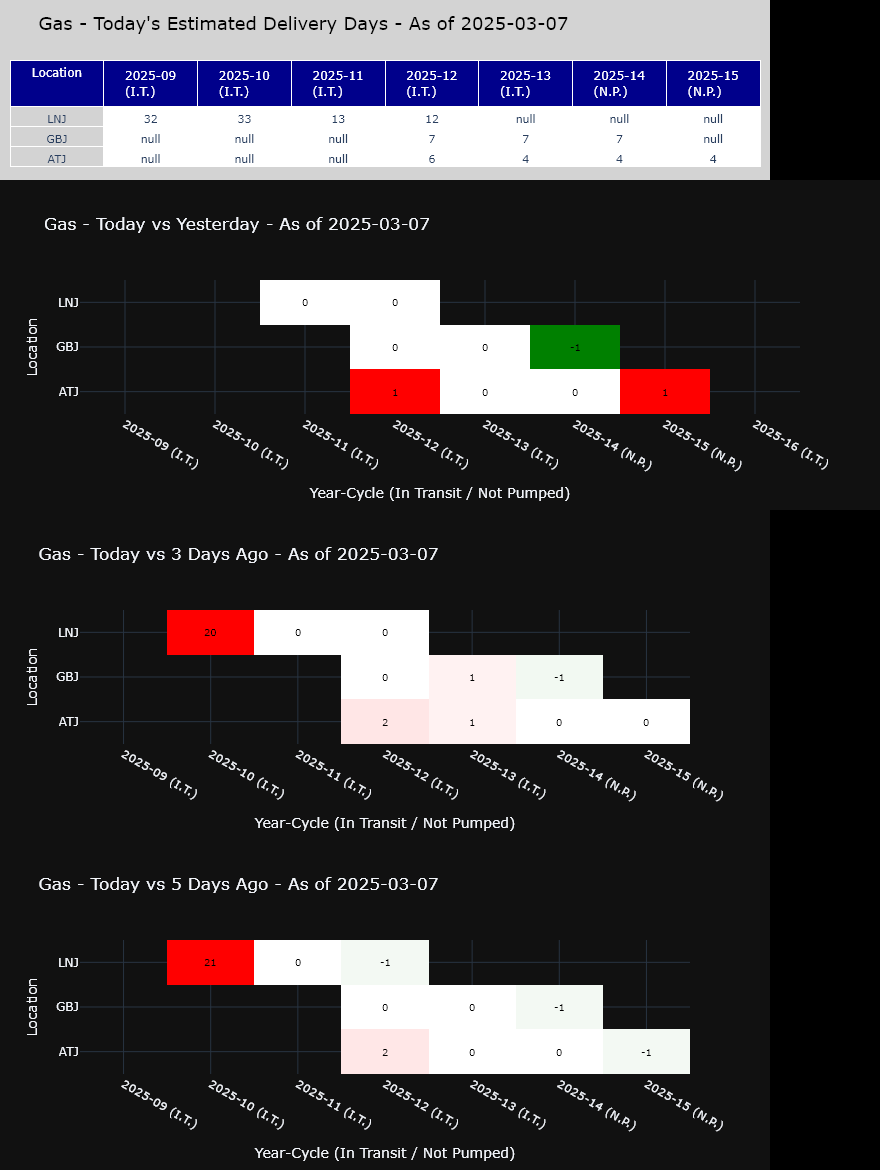 Gas - Today's Estimated Delivery Days - As of 2025-03-07
Location 2025-09 (I.T.) 2025-10 (I.T.) 2025-11 (I.T.) 2025-12 (I.T.) 2025-13 (I.T.) 2025-14 (N.P.) 2025-15 (N.P.)
LNJ 32 33 13 12 null null null
GBJ null null null 7 7 7 null
ATJ null null null 6 4 4 4
Gas - Today vs Yesterday - As of 2025-03-07
Location
LNJ 0 0
GBJ 0 0 -1
ATJ 1 0 0 1
2025-09 (I.T.) 2025-10 (I.T.) 2025-11 (I.T.) 2025-12 (I.T.) 2025-13 (I.T.) 2025-14 (N.P.) 2025-15 (N.P.) 2025-16 (I.T.)
Year-Cycle (In Transit / Not Pumped)
Gas - Today vs 3 Days Ago - As of 2025-03-07
Location
LNJ 20 0 0
GBJ 0 1 -1
ATJ 2 1 0 0
2025-09 (I.T.) 2025-10 (I.T.) 2025-11 (I.T.) 2025-12 (I.T.) 2025-13 (I.T.) 2025-14 (N.P.) 2025-15 (N.P.)
Year-Cycle (In Transit / Not Pumped)
Gas - Today vs 5 Days Ago - As of 2025-03-07
Location
LNJ 21 0 -1
GBJ 0 0 -1
ATJ 2 0 0 -1
2025-09 (I.T.) 2025-10 (I.T.) 2025-11 (I.T.) 2025-12 (I.T.) 2025-13 (I.T.) 2025-14 (N.P.) 2025-15 (N.P.)
Year-Cycle (In Transit / Not Pumped)